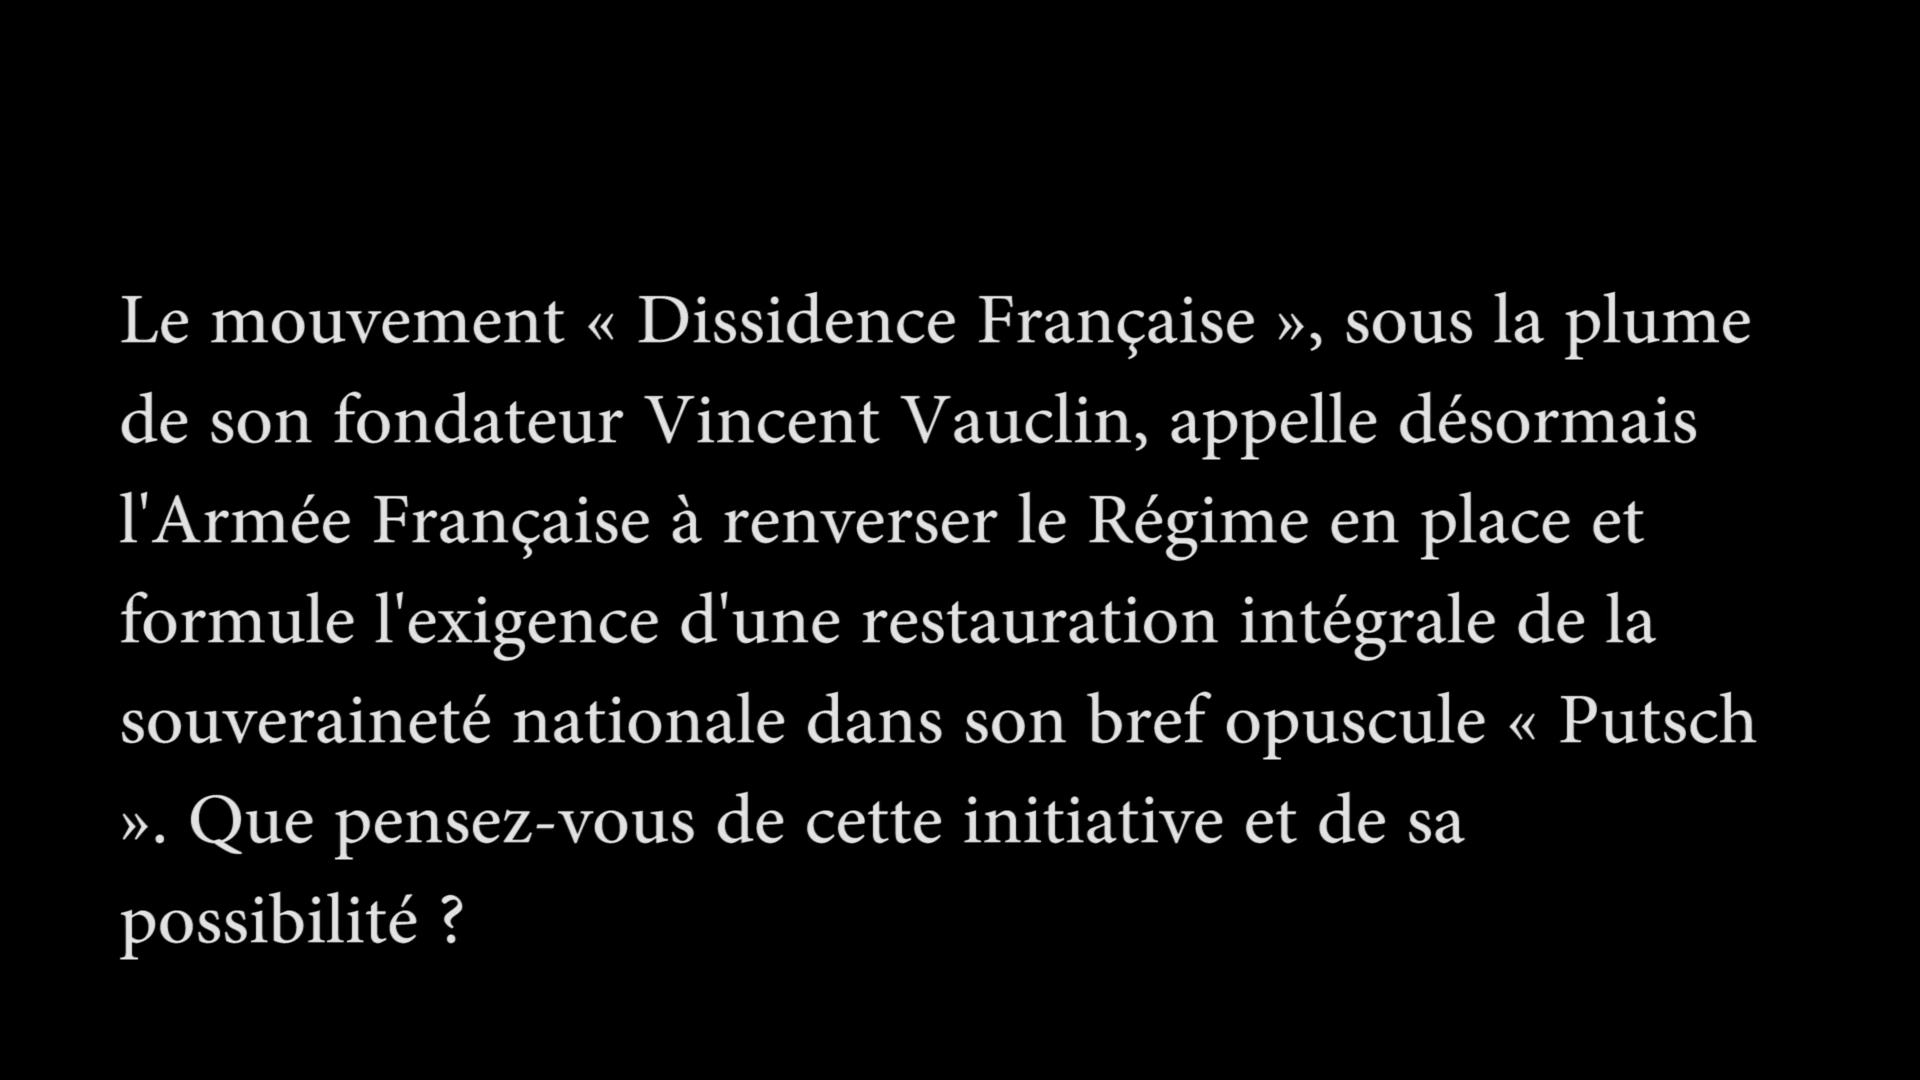 Le mouvement « Dissidence Française », sous la plume
de son fondateur Vincent Vauclin, appelle désormais
l'Armée Française à renverser le Régime en place et
formule l'exigence d'une restauration intégrale de la
souveraineté nationale dans son bref opuscule « Putsch
». Que pensez-vous de cette initiative et de sa
possibilité ?